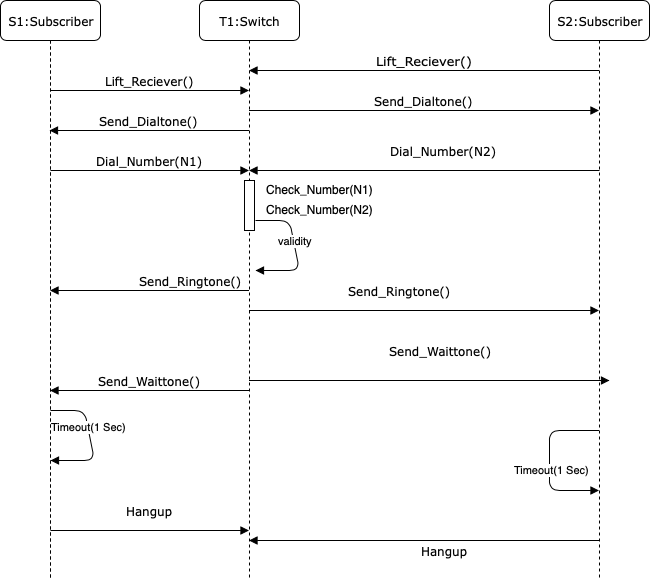 S1:Subscriber
T1:Switch
S2:Subscriber
Lift_Reciever()
Lift_Reciever()
Send_Dialtone()
Send_Dialtone()
Dial_Number(N2)
Dial_Number(N1)
Check_Number(N1)
Check_Number(N2)
validity
Send_Ringtone()
Send_Ringtone()
Send_Waittone()
Send_Waittone()
Timeout(1 Sec)
Timeout(1 Sec)
Hangup
Hangup